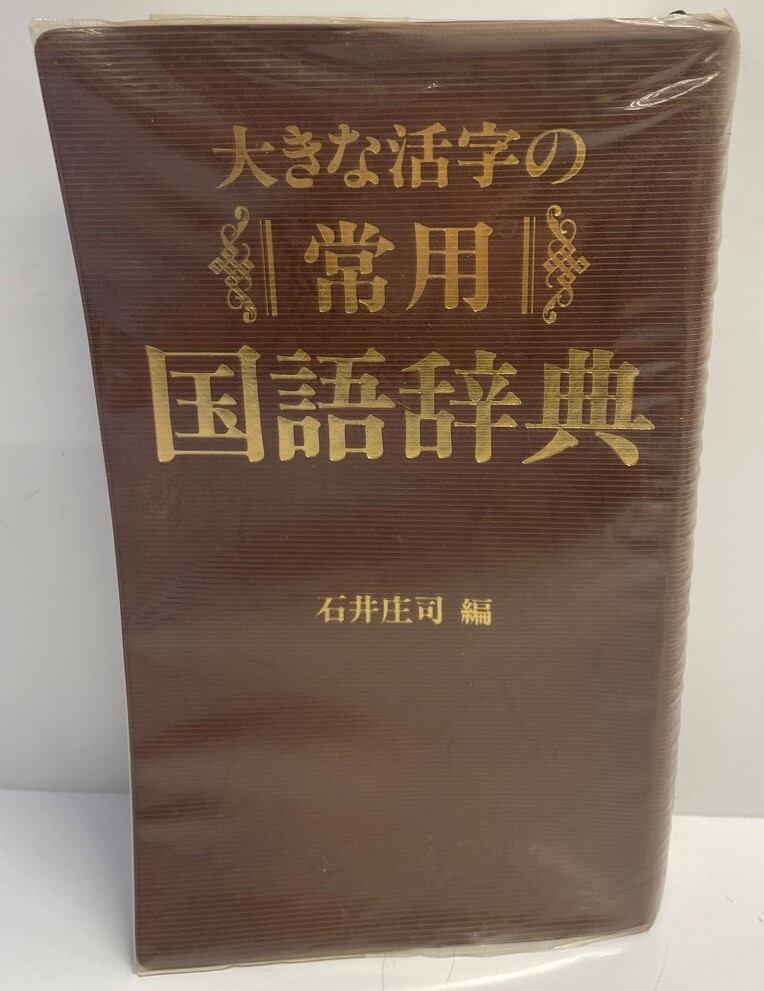 大きな活字の
常用
国語辞典
石井庄司 編